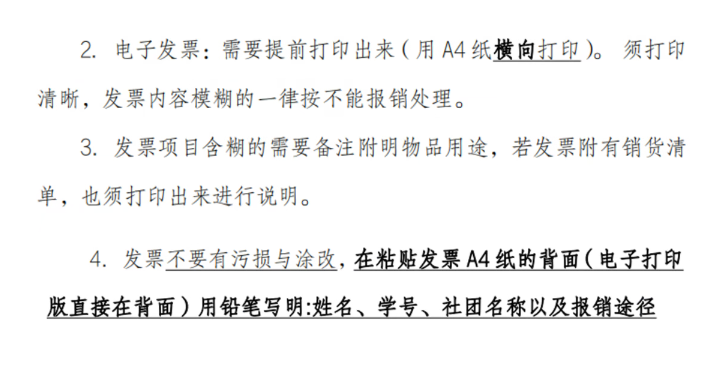 2. 电子发票：需要提前打印出来（用 A4 纸横向打印）。 须打印
清晰，发票内容模糊的一律按不能报销处理。
3. 发票项目含糊的需要备注附明物品用途，若发票附有销货清
单，也须打印出来进行说明。
4. 发票不要有污损与涂改，在粘贴发票 A4 纸的背面（电子打印
版直接在背面）用铅笔写明:姓名、学号、社团名称以及报销途径